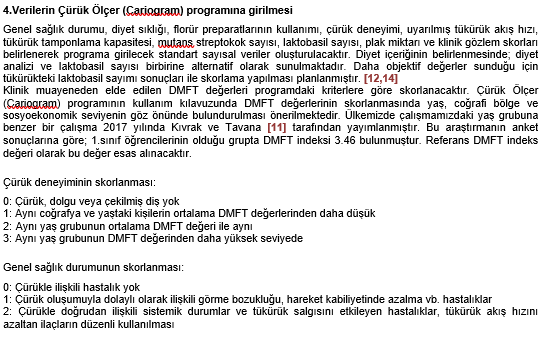 4.Verilerin Çürük Ölçer (Cariogram) programına girilmesi
Genel sağlık durumu, diyet sıklığı, florür preparatlarının kullanımı, çürük deneyimi, uyarılmış tükürük akış hızı,
tükürük tamponlama kapasitesi, mutans streptokok sayısı, laktobasil sayısı, plak miktarı ve klinik gözlem skorları
belirlenerek programa girilecek standart sayısal veriler oluşturulacaktır. Diyet içeriğinin belirlenmesinde; diyet
analizi ve laktobasil sayısı birbirine alternatif olarak sunulmaktadır. Daha objektif değerler sunduğu için
tükürükteki laktobasil sayımı sonuçları ile skorlama yapılması planlanmıştır. [12,14]
Klinik muayeneden elde edilen DMFT değerleri programdaki kriterlere göre skorlanacaktır. Çürük Ölçer
(Cariogram) programının kullanım kılavuzunda DMFT değerlerinin skorlanmasında yaş, coğrafi bölge ve
sosyoekonomik seviyenin göz önünde bulundurulması önerilmektedir. Ülkemizde çalışmamızdaki yaş grubuna
benzer bir çalışma 2017 yılında Kıvrak ve Tavana [11] tarafından yayımlanmıştır. Bu araştırmanın anket
sonuçlarına göre; 1.sınıf öğrencilerinin olduğu grupta DMFT indeksi 3.46 bulunmuştur. Referans DMFT indeks
değeri olarak bu değer esas alınacaktır.
Çürük deneyiminin skorlanması:
0: Çürük, dolgu veya çekilmiş diş yok
1: Aynı coğrafya ve yaştaki kişilerin ortalama DMFT değerlerinden daha düşük
2: Aynı yaş grubunun ortalama DMFT değeri ile aynı
3: Aynı yaş grubunun DMFT değerinden daha yüksek seviyede
Genel sağlık durumunun skorlanması:
0: Çürükle ilişkili hastalık yok
1: Çürük oluşumuyla dolaylı olarak ilişkili görme bozukluğu, hareket kabiliyetinde azalma vb. hastalıklar
2: Çürükle doğrudan ilişkili sistemik durumlar ve tükürük salgısını etkileyen hastalıklar, tükürük akış hızını
azaltan ilaçların düzenli kullanılması